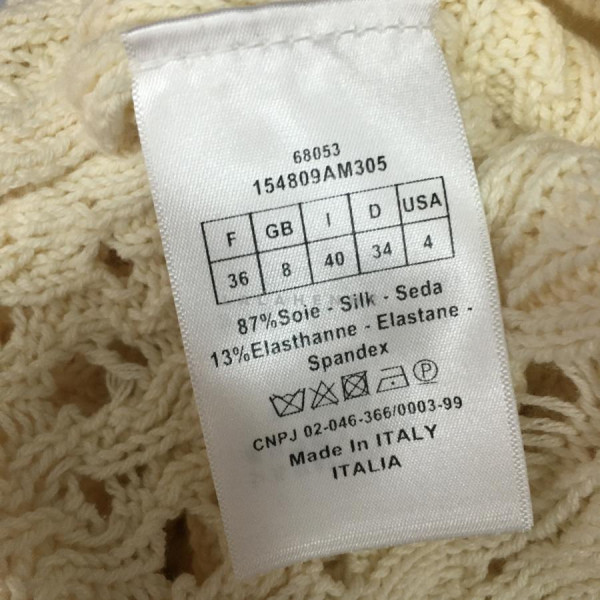 68053
154809AM305
F GB I D USA
36 8 40 34 4
87%Soie - Silk - Seda
13%Elasthanne - Elastane -
Spandex
CNPJ 02-046-366/0003-99
Made In ITALY
ITALIA